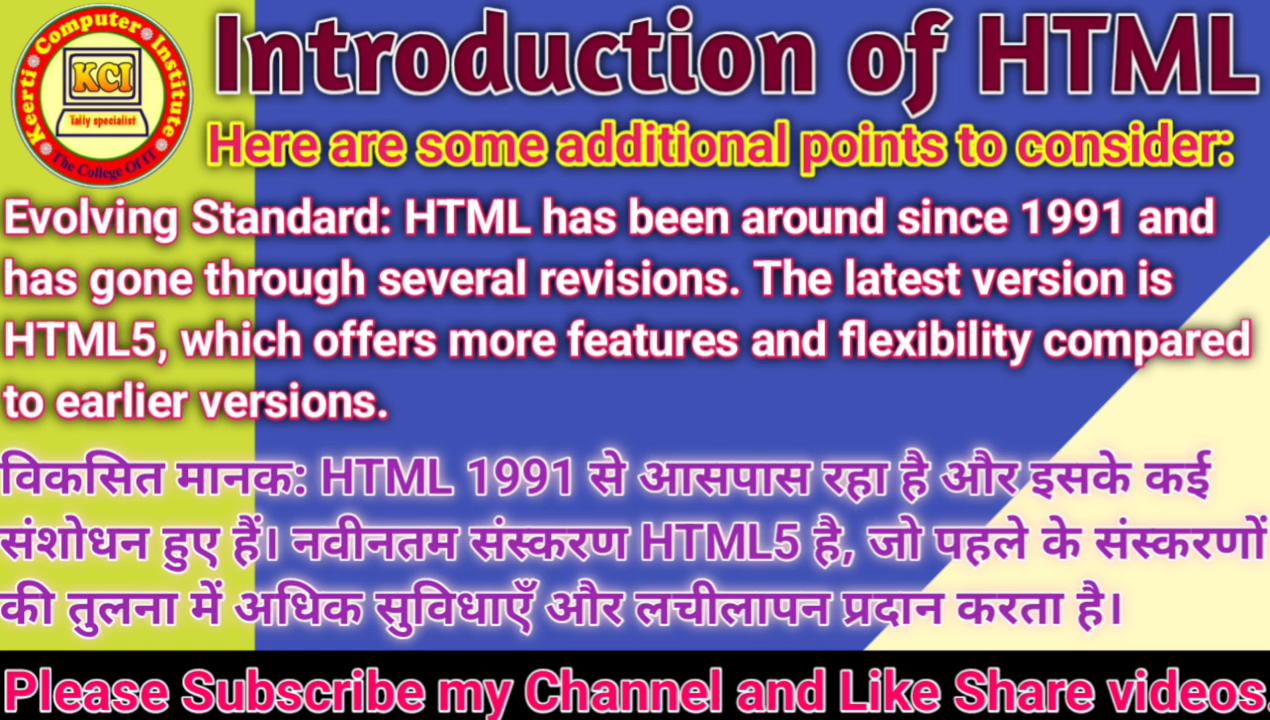 Keerti Computer Institute
KCI
Tally specialist
The College Of IT
Introduction of HTML
Here are some additional points to consider:
Evolving Standard: HTML has been around since 1991 and
has gone through several revisions. The latest version is
HTML5, which offers more features and flexibility compared
to earlier versions.
विकसित मानक: HTML 1991 से आसपास रहा है और इसके कई
संशोधन हुए हैं। नवीनतम संस्करण HTML5 है, जो पहले के संस्करणों
की तुलना में अधिक सुविधाएँ और लचीलापन प्रदान करता है।
Please Subscribe my Channel and Like Share videos.